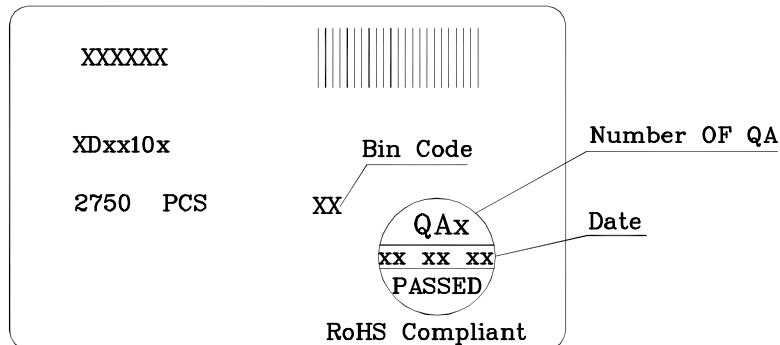 XXXXXX
XDxx10x
2750 PCS
Bin Code
XX
Number OF QA
QAx
Date
xx xx xx
PASSED
RoHS Compliant